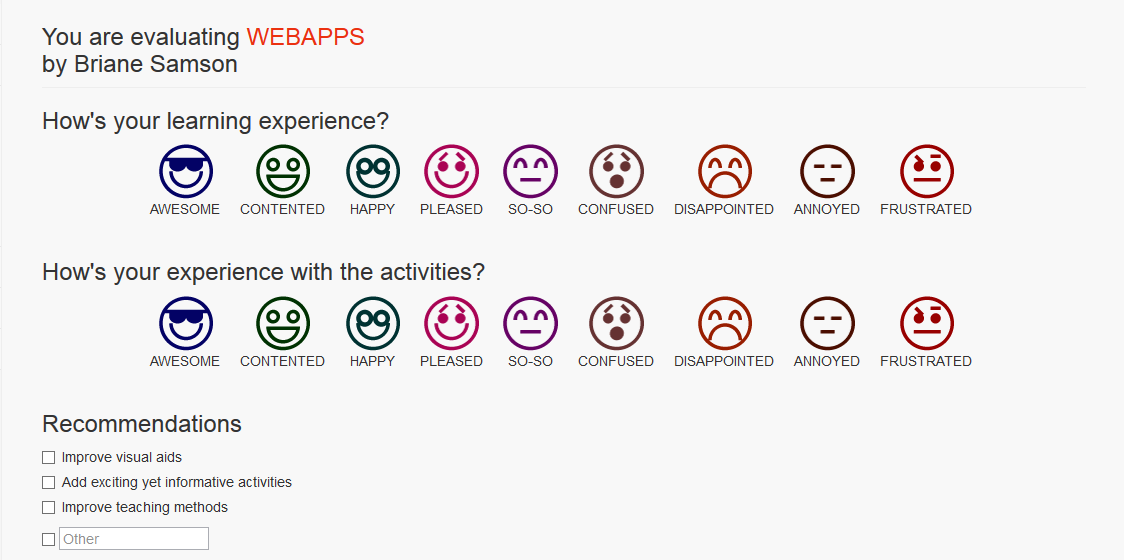 You are evaluating WEBAPPS
by Briane Samson
How's your learning experience?
AWESOME CONTENTED HAPPY PLEASED SO-SO CONFUSED DISAPPOINTED ANNOYED FRUSTRATED
How's your experience with the activities?
AWESOME CONTENTED HAPPY PLEASED SO-SO CONFUSED DISAPPOINTED ANNOYED FRUSTRATED
Recommendations
Improve visual aids
Add exciting yet informative activities
Improve teaching methods
Other